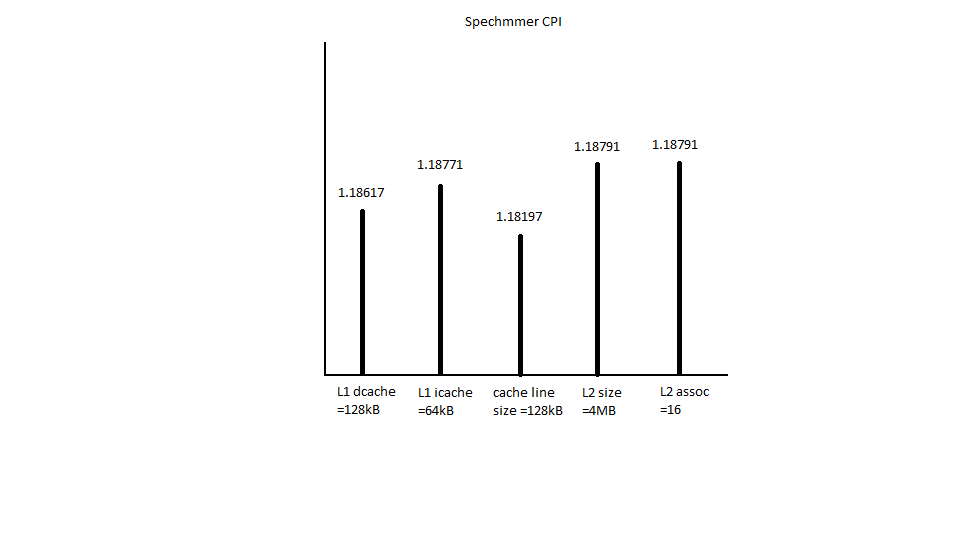 Spechmmer CPI
1.18617
1.18771
1.18197
1.18791
1.18791
L1 dcache
=128kB
L1 icache
=64kB
cache line
size =128kB
L2 size
=4MB
L2 assoc
=16